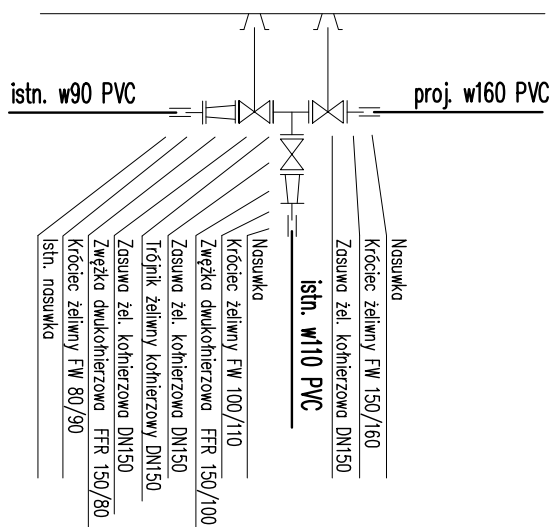 istn. w90 PVC
proj. w160 PVC
Istn. nasuwka
Króciec żeliwny FW 80/90
Zwężka dwukołnierzowa FFR 150/80
Zasuwa żel. kołnierzowa DN150
Trójnik żeliwny kołnierzowy DN150
Zasuwa żel. kołnierzowa DN150
Zwężka dwukołnierzowa FFR 150/100
Króciec żeliwny FW 100/110
Nasuwka
istn. w110 PVC
Zasuwa żel. kołnierzowa DN150
Króciec żeliwny FW 150/160
Nasuwka